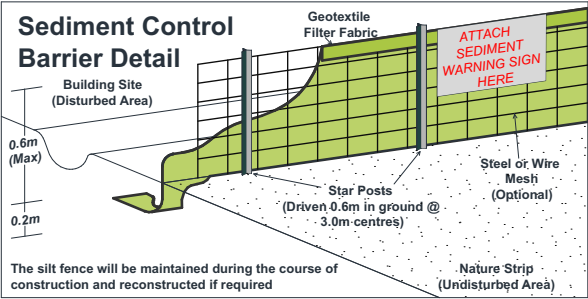 Sediment Control
Barrier Detail
Geotextile
Filter Fabric
ATTACH
SEDIMENT
WARNING SIGN
HERE
Building Site
(Disturbed Area)
0.6m
(Max)
0.2m
Star Posts
(Driven 0.6m in ground @
3.0m centres)
Steel or Wire
Mesh
(Optional)
The silt fence will be maintained during the course of
construction and reconstructed if required
Nature Strip
(Undisturbed Area)